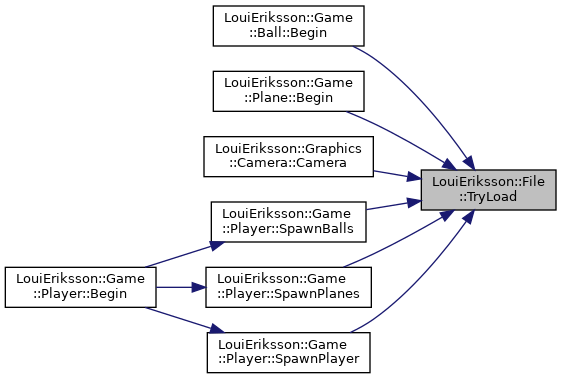 LouiEriksson::Game
::Ball::Begin
LouiEriksson::Game
::Plane::Begin
LouiEriksson::Graphics
::Camera::Camera
LouiEriksson::File
::TryLoad
LouiEriksson::Game
::Player::SpawnBalls
LouiEriksson::Game
::Player::Begin
LouiEriksson::Game
::Player::SpawnPlanes
LouiEriksson::Game
::Player::SpawnPlayer